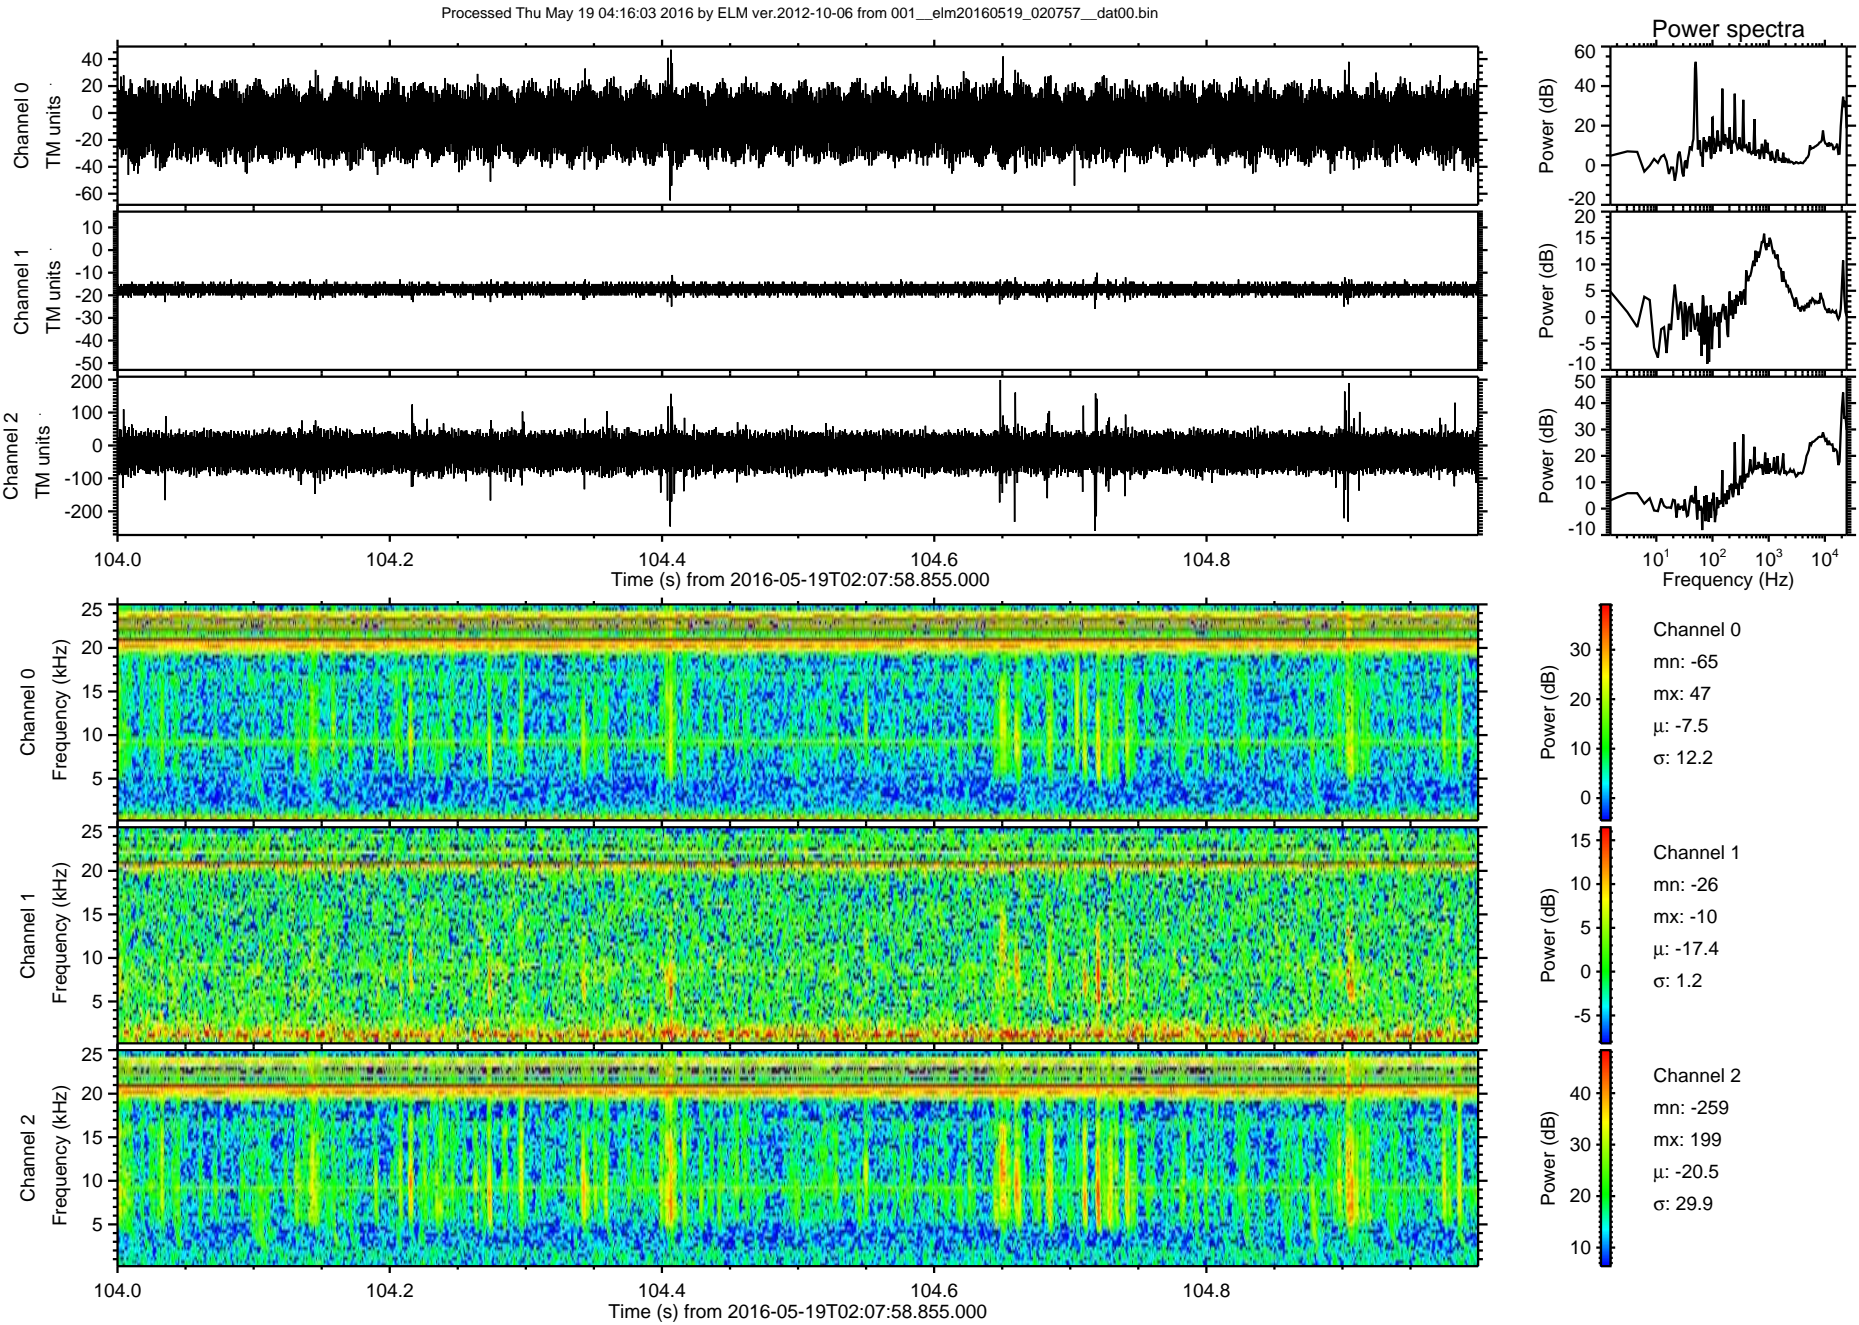 Processed Thu May 19 04:16:03 2016 by ELM ver.2012-10-06 from 001__elm20160519_020757__dat00.bin
Power spectra
Channel 0
TM units
40
20
0
-20
-40
-60
Power (dB)
60
40
20
0
-20
Channel 1
TM units
10
0
-10
-20
-30
-40
-50
Power (dB)
20
15
10
5
0
-5
-10
Channel 2
TM units
200
100
0
-100
-200
Power (dB)
50
40
30
20
10
0
-10
104.0 104.2 104.4 104.6 104.8
Time (s) from 2016-05-19T02:07:58.855.000
10¹ 10² 10³ 10⁴
Frequency (Hz)
Channel 0
Frequency (kHz)
25
20
15
10
5
Power (dB)
30
20
10
0
Channel 0
mn: -65
mx: 47
μ: -7.5
σ: 12.2
Channel 1
Frequency (kHz)
25
20
15
10
5
Power (dB)
15
10
5
0
-5
Channel 1
mn: -26
mx: -10
μ: -17.4
σ: 1.2
Channel 2
Frequency (kHz)
25
20
15
10
5
Power (dB)
40
30
20
10
Channel 2
mn: -259
mx: 199
μ: -20.5
σ: 29.9
104.0 104.2 104.4 104.6 104.8
Time (s) from 2016-05-19T02:07:58.855.000